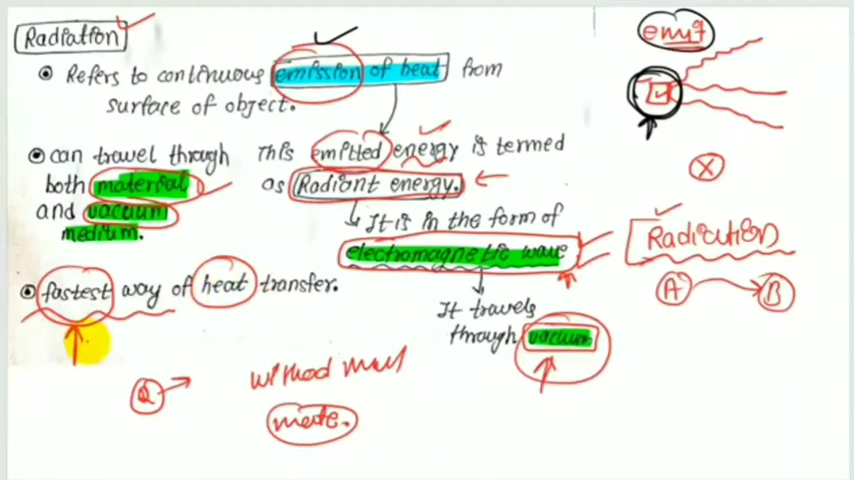 Radiation
Refers to continuous emission of heat from
surface of object.
This emitted energy is termed
as Radiant energy.
It is in the form of
electromagnetic wave
It travels
through vacuum
can travel through
both material
and vacuum
medium.
fastest way of heat transfer.
emit
X
Radiation
A
B